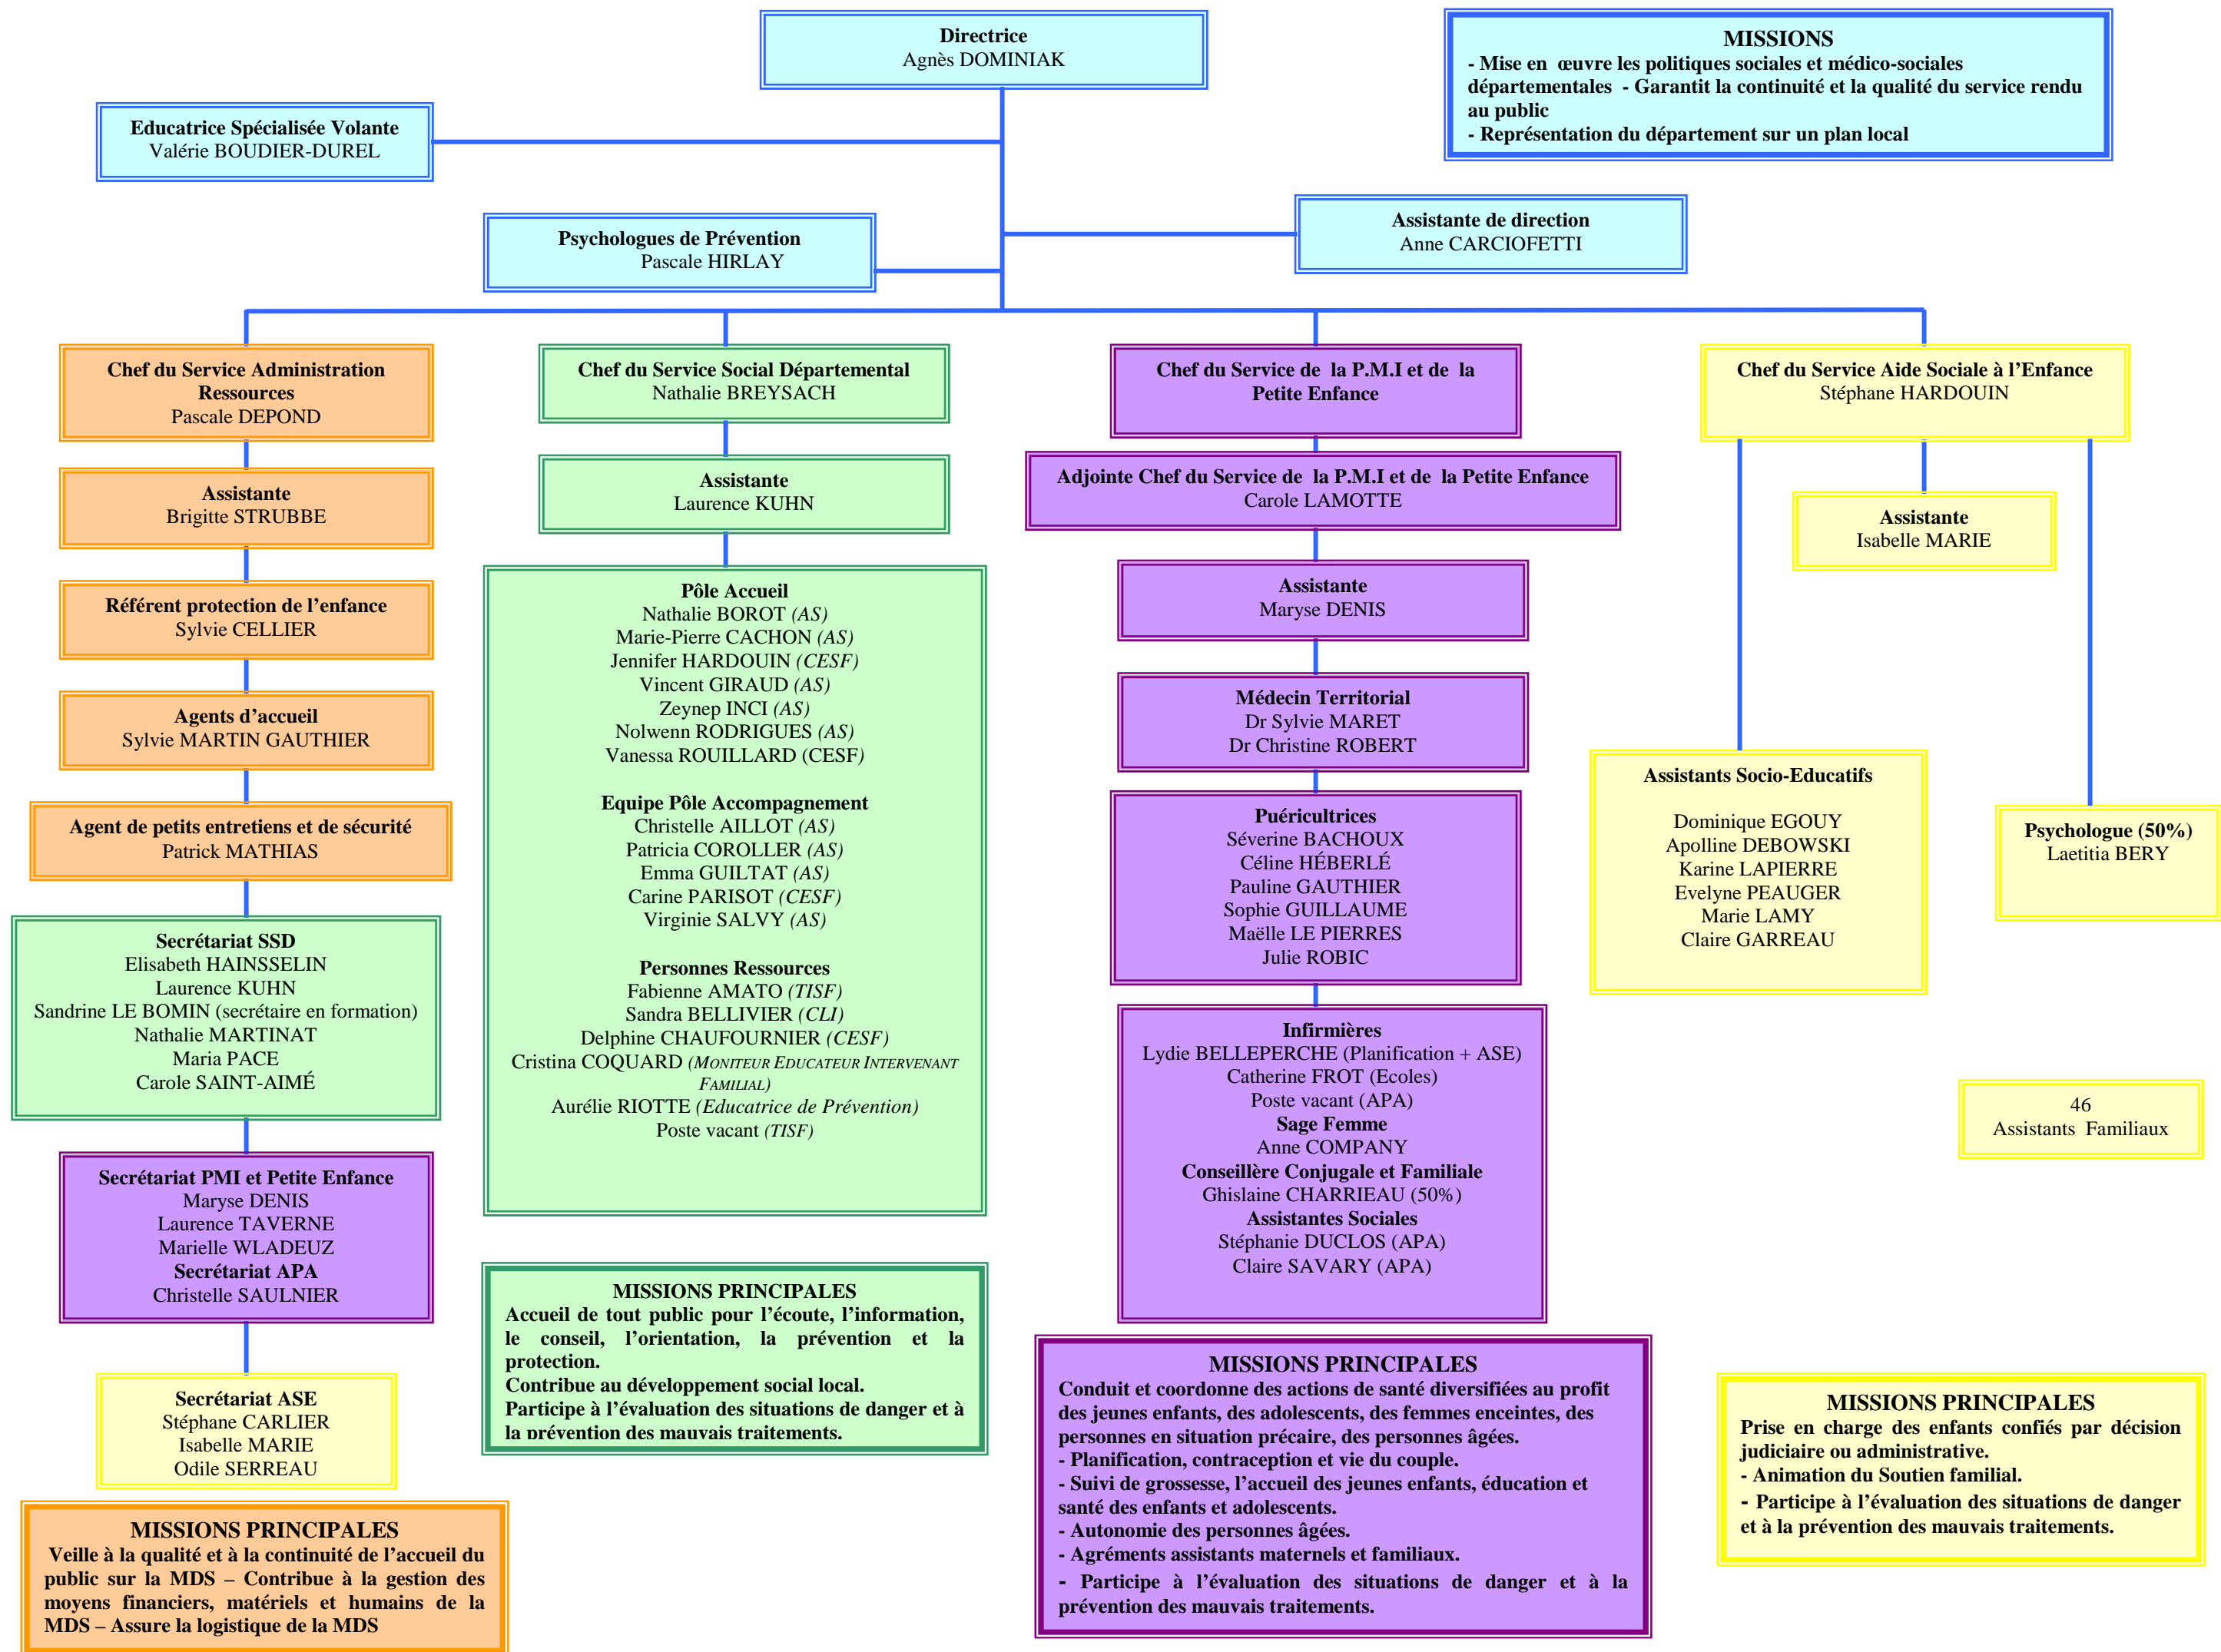 Directrice
Agnès DOMINIAK
MISSIONS
- Mise en œuvre les politiques sociales et médico-sociales
départementales - Garantit la continuité et la qualité du service rendu
au public
- Représentation du département sur un plan local
Educatrice Spécialisée Volante
Valérie BOUDIER-DUREL
Psychologues de Prévention
Pascale HIRLAY
Assistante de direction
Anne CARCIOFETTI
Chef du Service Administration
Ressources
Pascale DEPOND
Assistante
Brigitte STRUBBE
Référent protection de l’enfance
Sylvie CELLIER
Agents d’accueil
Sylvie MARTIN GAUTHIER
Agent de petits entretiens et de sécurité
Patrick MATHIAS
Secrétariat SSD
Elisabeth HAINSSELIN
Laurence KUHN
Sandrine LE BOMIN (secrétaire en formation)
Nathalie MARTINAT
Maria PACE
Carole SAINT-AIMÉ
Secrétariat PMI et Petite Enfance
Maryse DENIS
Laurence TAVERNE
Marielle WLADEUZ
Secrétariat APA
Christelle SAULNIER
Secrétariat ASE
Stéphane CARLIER
Isabelle MARIE
Odile SERREAU
MISSIONS PRINCIPALES
Veille à la qualité et à la continuité de l’accueil du
public sur la MDS – Contribue à la gestion des
moyens financiers, matériels et humains de la
MDS – Assure la logistique de la MDS
Chef du Service Social Départemental
Nathalie BREYSACH
Assistante
Laurence KUHN
Pôle Accueil
Nathalie BOROT (AS)
Marie-Pierre CACHON (AS)
Jennifer HARDOUIN (CESF)
Vincent GIRAUD (AS)
Zeynep INCI (AS)
Nolwenn RODRIGUES (AS)
Vanessa ROUILLARD (CESF)
Equipe Pôle Accompagnement
Christelle AILLOT (AS)
Patricia COROLLER (AS)
Emma GUILTAT (AS)
Carine PARISOT (CESF)
Virginie SALVY (AS)
Personnes Ressources
Fabienne AMATO (TISF)
Sandra BELLIVIER (CLI)
Delphine CHAUFOURNIER (CESF)
Cristina COQUARD (MONITEUR EDUCATEUR INTERVENANT
FAMILIAL)
Aurélie RIOTTE (Educatrice de Prévention)
Poste vacant (TISF)
MISSIONS PRINCIPALES
Accueil de tout public pour l’écoute, l’information,
le conseil, l’orientation, la prévention et la
protection.
Contribue au développement social local.
Participe à l’évaluation des situations de danger et à
la prévention des mauvais traitements.
Chef du Service de la P.M.I et de la
Petite Enfance
Adjointe Chef du Service de la P.M.I et de la Petite Enfance
Carole LAMOTTE
Assistante
Maryse DENIS
Médecin Territorial
Dr Sylvie MARET
Dr Christine ROBERT
Puéricultrices
Séverine BACHOUX
Céline HÉBERLÉ
Pauline GAUTHIER
Sophie GUILLAUME
Maëlle LE PIERRES
Julie ROBIC
Infirmières
Lydie BELLEPERCHE (Planification + ASE)
Catherine FROT (Ecoles)
Poste vacant (APA)
Sage Femme
Anne COMPANY
Conseillère Conjugale et Familiale
Ghislaine CHARRIEAU (50%)
Assistantes Sociales
Stéphanie DUCLOS (APA)
Claire SAVARY (APA)
MISSIONS PRINCIPALES
Conduit et coordonne des actions de santé diversifiées au profit
des jeunes enfants, des adolescents, des femmes enceintes, des
personnes en situation précaire, des personnes âgées.
- Planification, contraception et vie du couple.
- Suivi de grossesse, l’accueil des jeunes enfants, éducation et
santé des enfants et adolescents.
- Autonomie des personnes âgées.
- Agréments assistants maternels et familiaux.
- Participe à l’évaluation des situations de danger et à la
prévention des mauvais traitements.
Chef du Service Aide Sociale à l’Enfance
Stéphane HARDOUIN
Assistante
Isabelle MARIE
Assistants Socio-Educatifs
Dominique EGOUY
Apolline DEBOWSKI
Karine LAPIERRE
Evelyne PEAUGER
Marie LAMY
Claire GARREAU
Psychologue (50%)
Laetitia BERY
46
Assistants Familiaux
MISSIONS PRINCIPALES
Prise en charge des enfants confiés par décision
judiciaire ou administrative.
- Animation du Soutien familial.
- Participe à l’évaluation des situations de danger
et à la prévention des mauvais traitements.